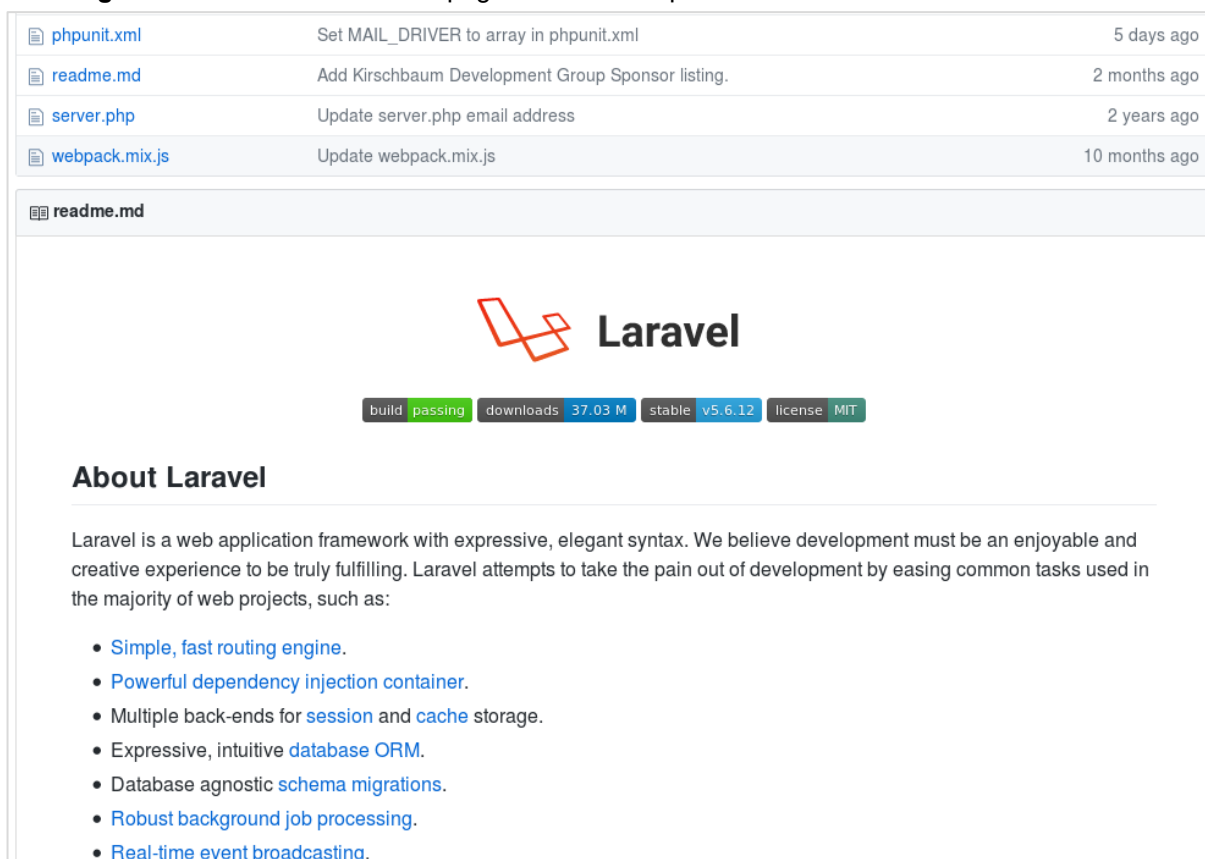 phpunit.xml Set MAIL_DRIVER to array in phpunit.xml 5 days ago
readme.md Add Kirschbaum Development Group Sponsor listing. 2 months ago
server.php Update server.php email address 2 years ago
webpack.mix.js Update webpack.mix.js 10 months ago
readme.md
Laravel
build passing downloads 37.03 M stable v5.6.12 license MIT
About Laravel
Laravel is a web application framework with expressive, elegant syntax. We believe development must be an enjoyable and
creative experience to be truly fulfilling. Laravel attempts to take the pain out of development by easing common tasks used in
the majority of web projects, such as:
• Simple, fast routing engine.
• Powerful dependency injection container.
• Multiple back-ends for session and cache storage.
• Expressive, intuitive database ORM.
• Database agnostic schema migrations.
• Robust background job processing.
• Real-time event broadcasting.